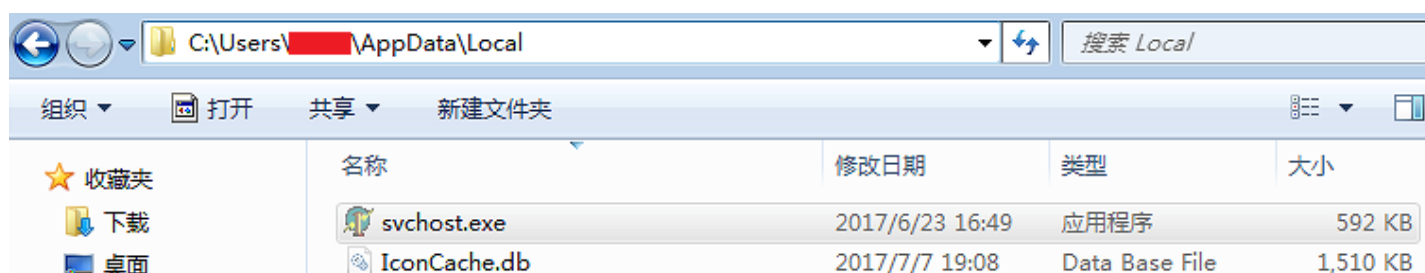 C:\Users\ \AppData\Local 搜索 Local
组织 打开 共享 新建文件夹
收藏夹 名称 修改日期 类型 大小
下载 svchost.exe 2017/6/23 16:49 应用程序 592 KB
桌面 IconCache.db 2017/7/7 19:08 Data Base File 1,510 KB